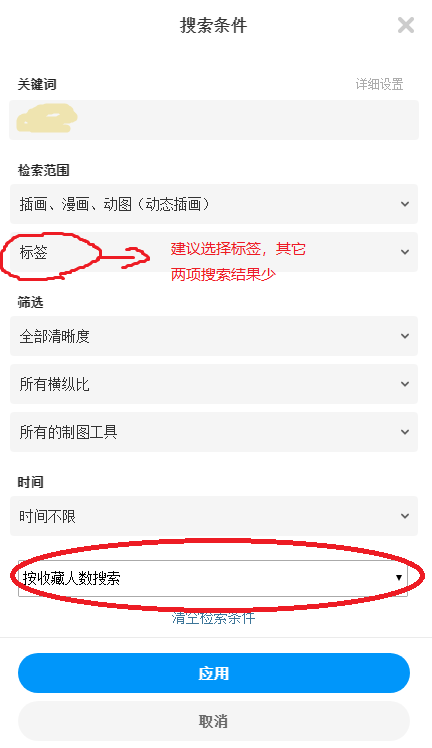 搜索条件
关键词
详细设置
检索范围
插画、漫画、动图（动态插画）
标签
建议选择标签，其它
两项搜索结果少
筛选
全部清晰度
所有横纵比
所有的制图工具
时间
时间不限
按收藏人数搜索
清空检索条件
应用
取消